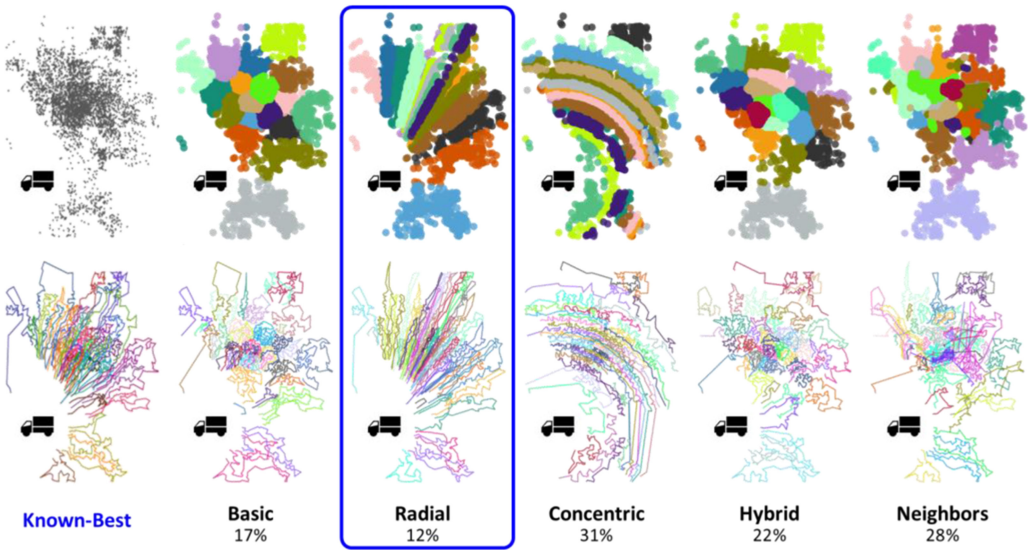 Known-Best
Basic
17%
Radial
12%
Concentric
31%
Hybrid
22%
Neighbors
28%